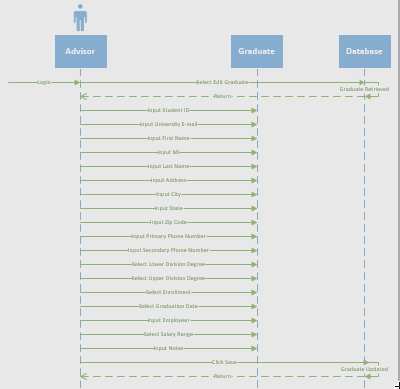 Advisor
Graduate
Database
Login
Select Edit Graduate
Graduate Retrieved
Return
Input Student ID
Input University E-mail
Input First Name
Input MI
Input Last Name
Input Address
Input City
Input State
Input Zip Code
Input Primary Phone Number
Input Secondary Phone Number
Select Lower Division Degree
Select Upper Division Degree
Select Enrollment
Select Graduation Date
Input Employeer
Select Salary Range
Input Notes
Click Save
Graduate Updated
Return